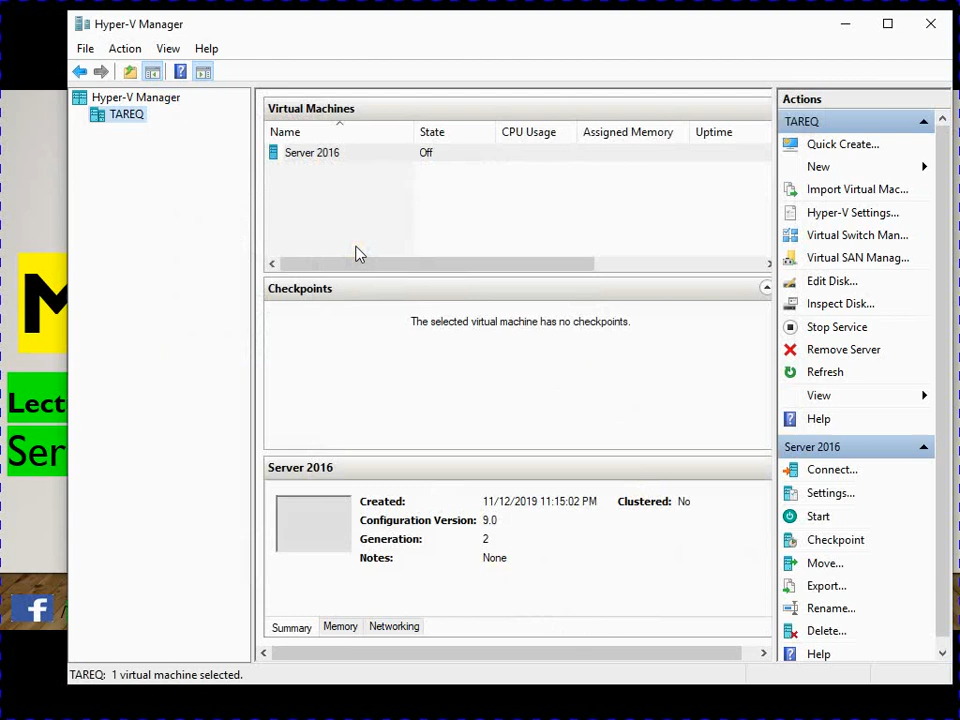 Hyper-V Manager
File Action View Help
Hyper-V Manager
TAREQ
Virtual Machines
Name State CPU Usage Assigned Memory Uptime
Server 2016 Off
Checkpoints
The selected virtual machine has no checkpoints.
Server 2016
Created: 11/12/2019 11:15:02 PM Clustered: No
Configuration Version: 9.0
Generation: 2
Notes: None
Summary Memory Networking
Actions
TAREQ
Quick Create...
New
Import Virtual Mac...
Hyper-V Settings...
Virtual Switch Man...
Virtual SAN Manag...
Edit Disk...
Inspect Disk...
Stop Service
Remove Server
Refresh
View
Help
Server 2016
Connect...
Settings...
Start
Checkpoint
Move...
Export...
Rename...
Delete...
Help
TAREQ: 1 virtual machine selected.
M
Lect
Ser
f